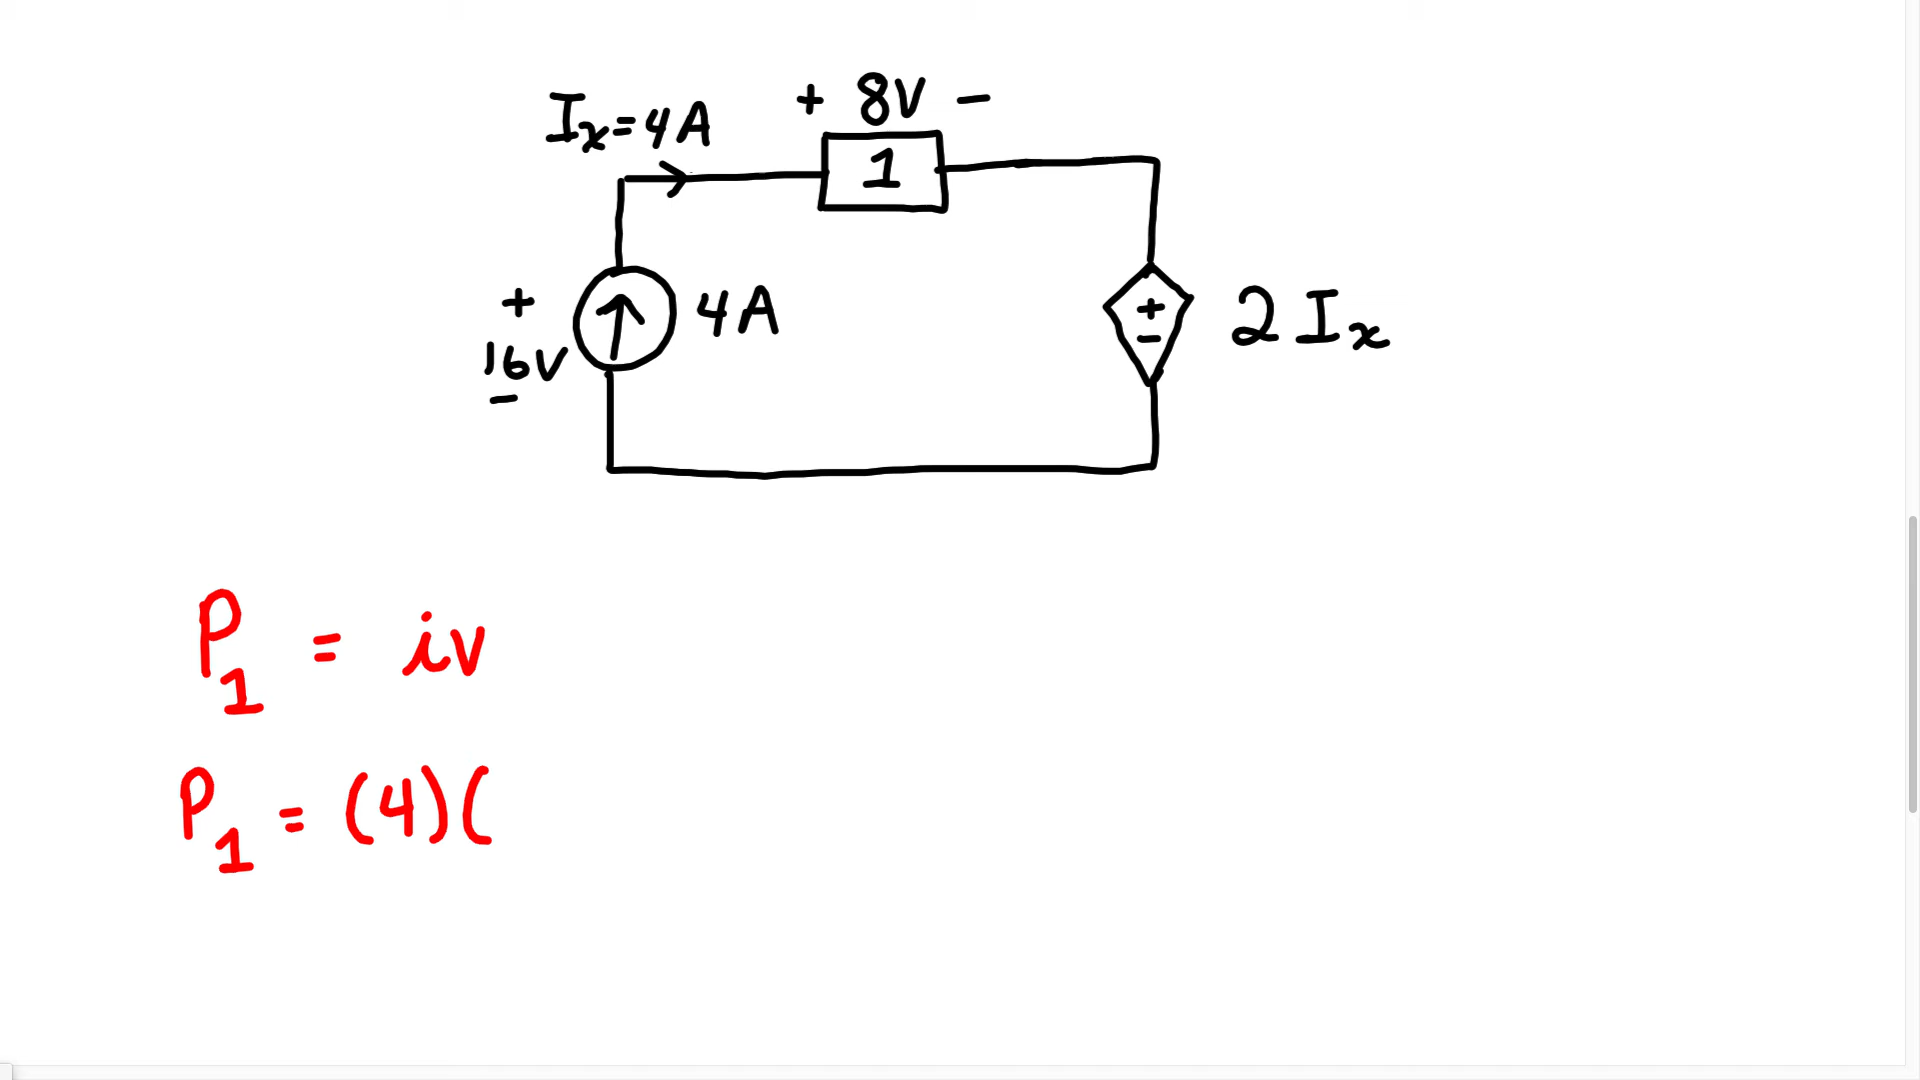 + 8V −
Iₓ=4A
1
+
16V
−
4A
+
−
2Iₓ
P₁ = iv
P₁ = (4)(